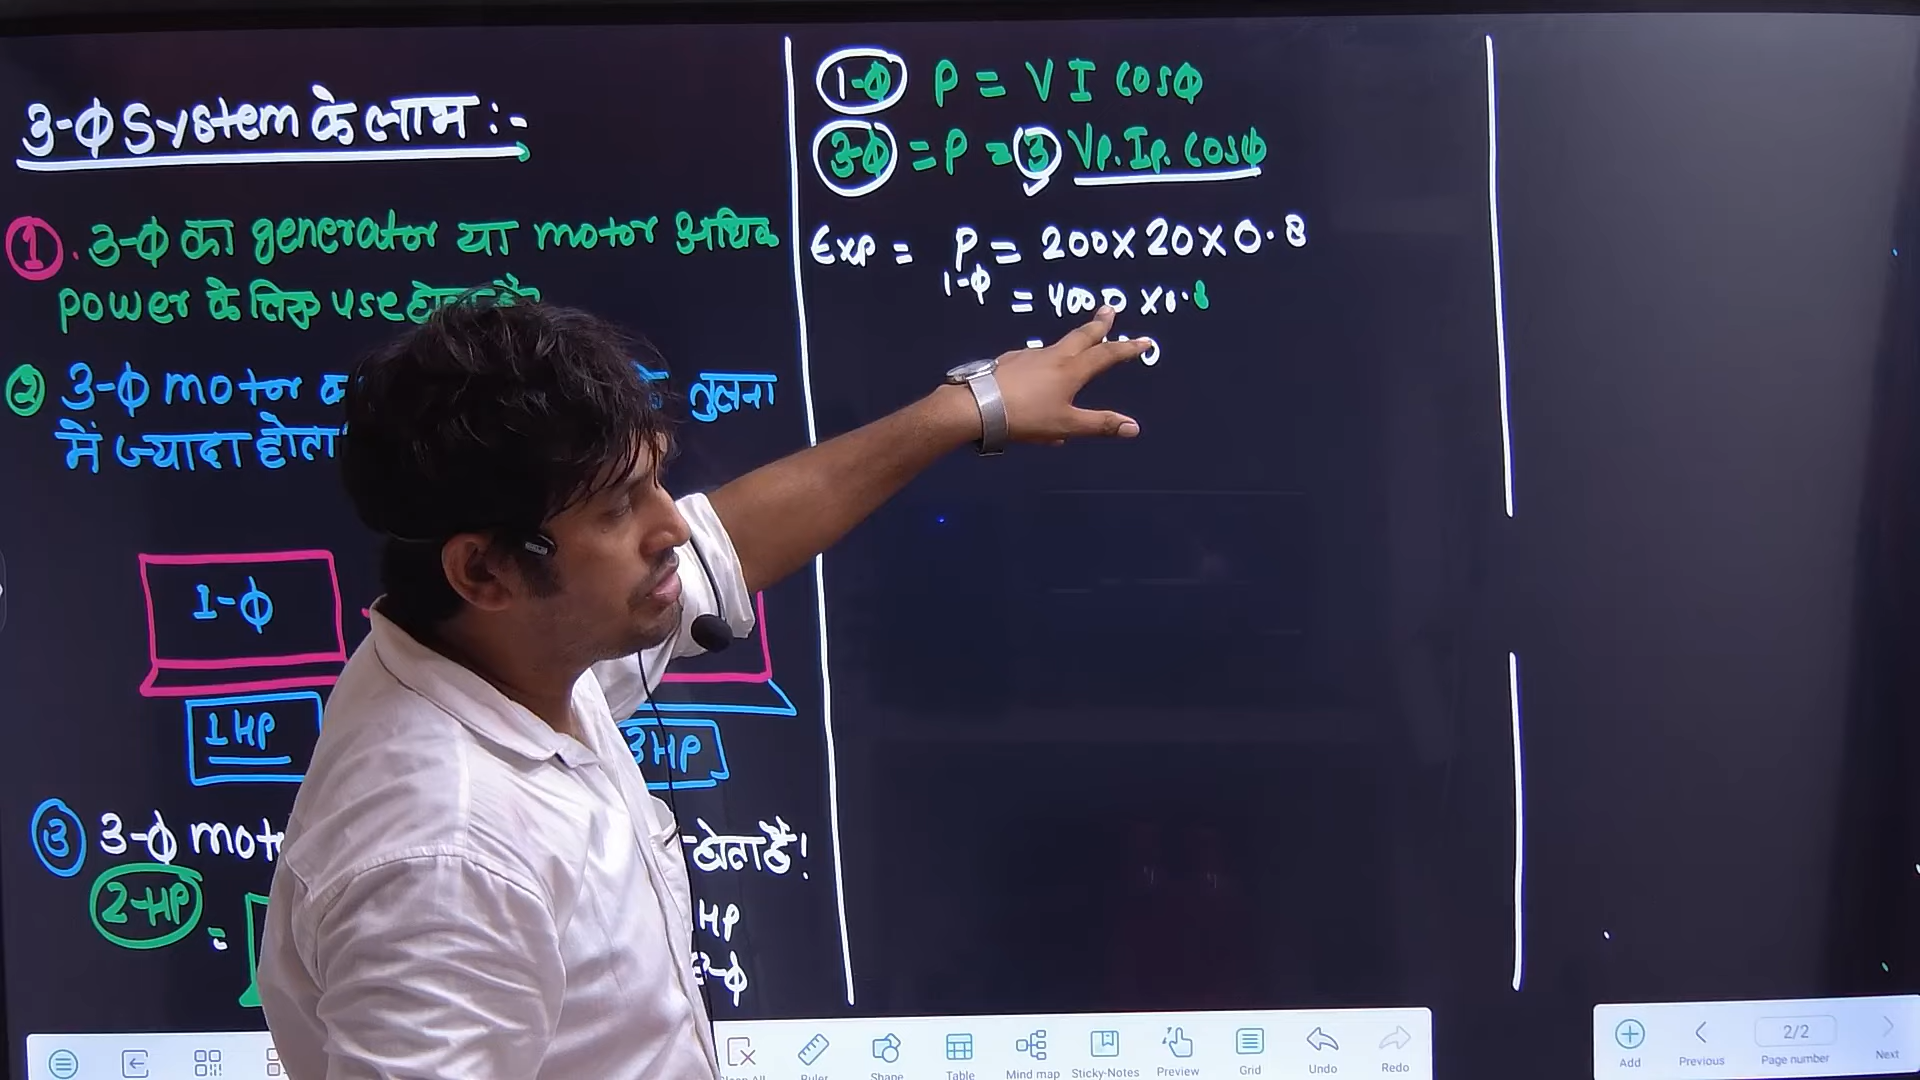 3-ϕ System के लाभ :-
1. 3-ϕ का generator या motor अधिक
power के लिए use होता है
2 3-ϕ motor तुलना
में ज्यादा होता
1-ϕ
1 HP
3HP
3 3-ϕ होता है!
2-HP =
HP
1-ϕ P = V I cosϕ
3-ϕ = P = 3 Vp. Ip. cosϕ
Exp = P = 200 x 20 x 0.8
1-ϕ
= 4000 x 0.8
Ruler
Shape
Table
Mind map
Sticky-Notes
Preview
Grid
Undo
Redo
Add
Previous
2/2
Page number
Next